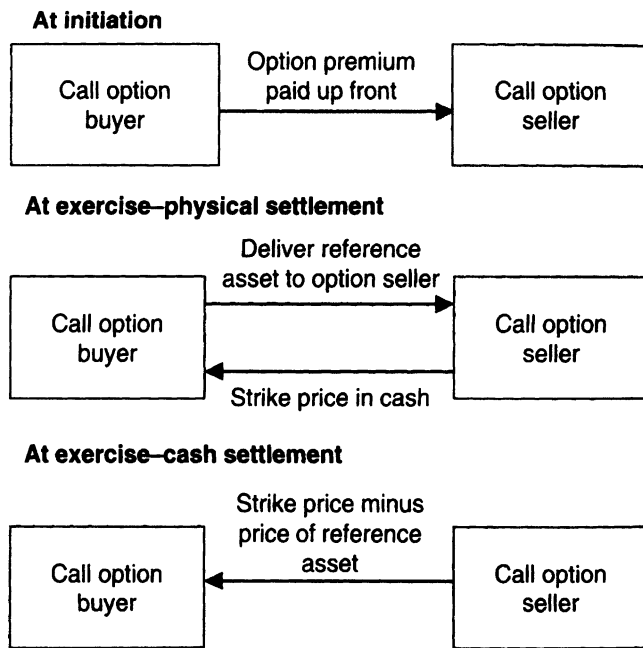 At initiation
Call option
buyer
Option premium
paid up front
Call option
seller
At exercise–physical settlement
Call option
buyer
Deliver reference
asset to option seller
Strike price in cash
Call option
seller
At exercise–cash settlement
Call option
buyer
Strike price minus
price of reference
asset
Call option
seller